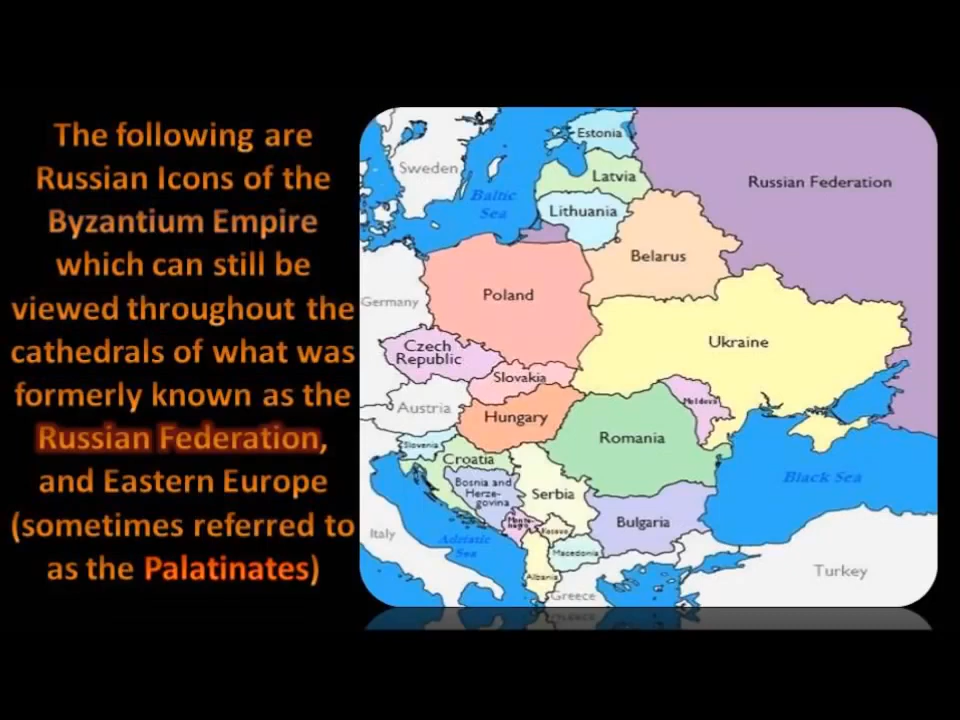 The following are
Russian Icons of the
Byzantium Empire
which can still be
viewed throughout the
cathedrals of what was
formerly known as the
Russian Federation,
and Eastern Europe
(sometimes referred to
as the Palatinates)
Estonia
Sweden
Latvia
Russian Federation
Baltic
Sea
Lithuania
Belarus
Germany
Poland
Ukraine
Czech
Republic
Slovakia
Austria
Hungary
Moldova
Romania
Slovenia
Croatia
Black Sea
Bosnia and
Herze-
govina
Serbia
Bulgaria
Italy
Adriatic
Sea
Monte-
negro
Kosovo
Macedonia
Albania
Turkey
Greece